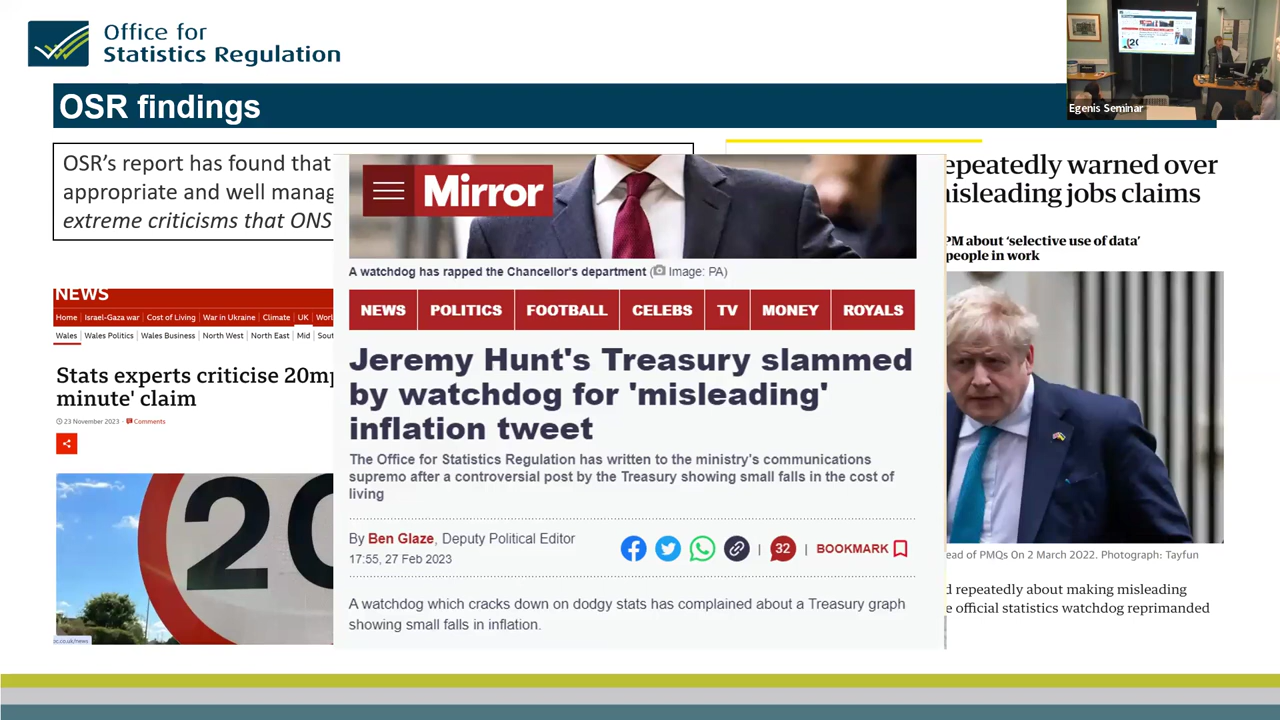 Office for
Statistics Regulation
Egenis Seminar
OSR findings
OSR's report has found that
appropriate and well manag
extreme criticisms that ONS
NEWS
Home Israel-Gaza war Cost of Living War in Ukraine Climate UK Worl
Wales Wales Politics Wales Business North West North East Mid Sout
Stats experts criticise 20mp
minute' claim
23 November 2023 · Comments
20
ec.co.uk/news
Mirror
A watchdog has rapped the Chancellor's department (Image: PA)
NEWS POLITICS FOOTBALL CELEBS TV MONEY ROYALS
Jeremy Hunt's Treasury slammed
by watchdog for 'misleading'
inflation tweet
The Office for Statistics Regulation has written to the ministry's communications
supremo after a controversial post by the Treasury showing small falls in the cost of
living
By Ben Glaze, Deputy Political Editor
17:55, 27 Feb 2023
| 32 | BOOKMARK
A watchdog which cracks down on dodgy stats has complained about a Treasury graph
showing small falls in inflation.
epeatedly warned over
isleading jobs claims
PM about 'selective use of data'
people in work
ead of PMQs On 2 March 2022. Photograph: Tayfun
d repeatedly about making misleading
e official statistics watchdog reprimanded